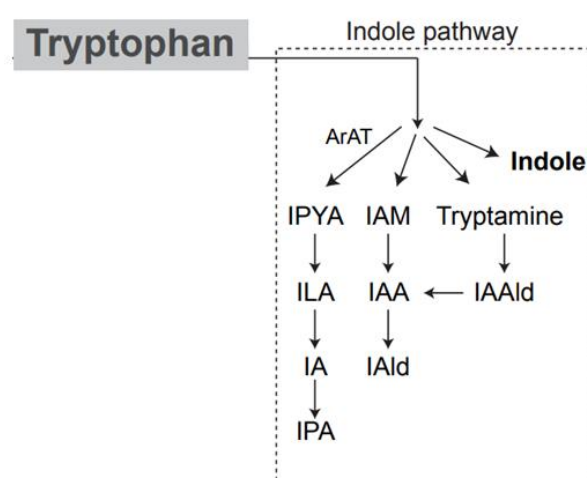 Tryptophan
Indole pathway
ArAT
Indole
IPYA IAM Tryptamine
ILA IAA IAAld
IA IAld
IPA